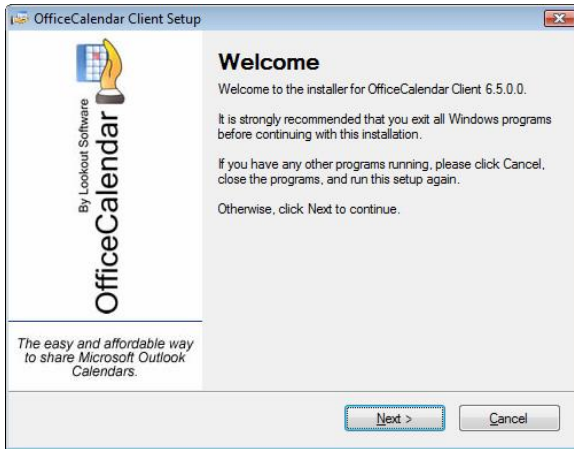 OfficeCalendar Client Setup
By Lookout Software
OfficeCalendar
The easy and affordable way
to share Microsoft Outlook
Calendars.
Welcome
Welcome to the installer for OfficeCalendar Client 6.5.0.0.
It is strongly recommended that you exit all Windows programs
before continuing with this installation.
If you have any other programs running, please click Cancel,
close the programs, and run this setup again.
Otherwise, click Next to continue.
Next >
Cancel